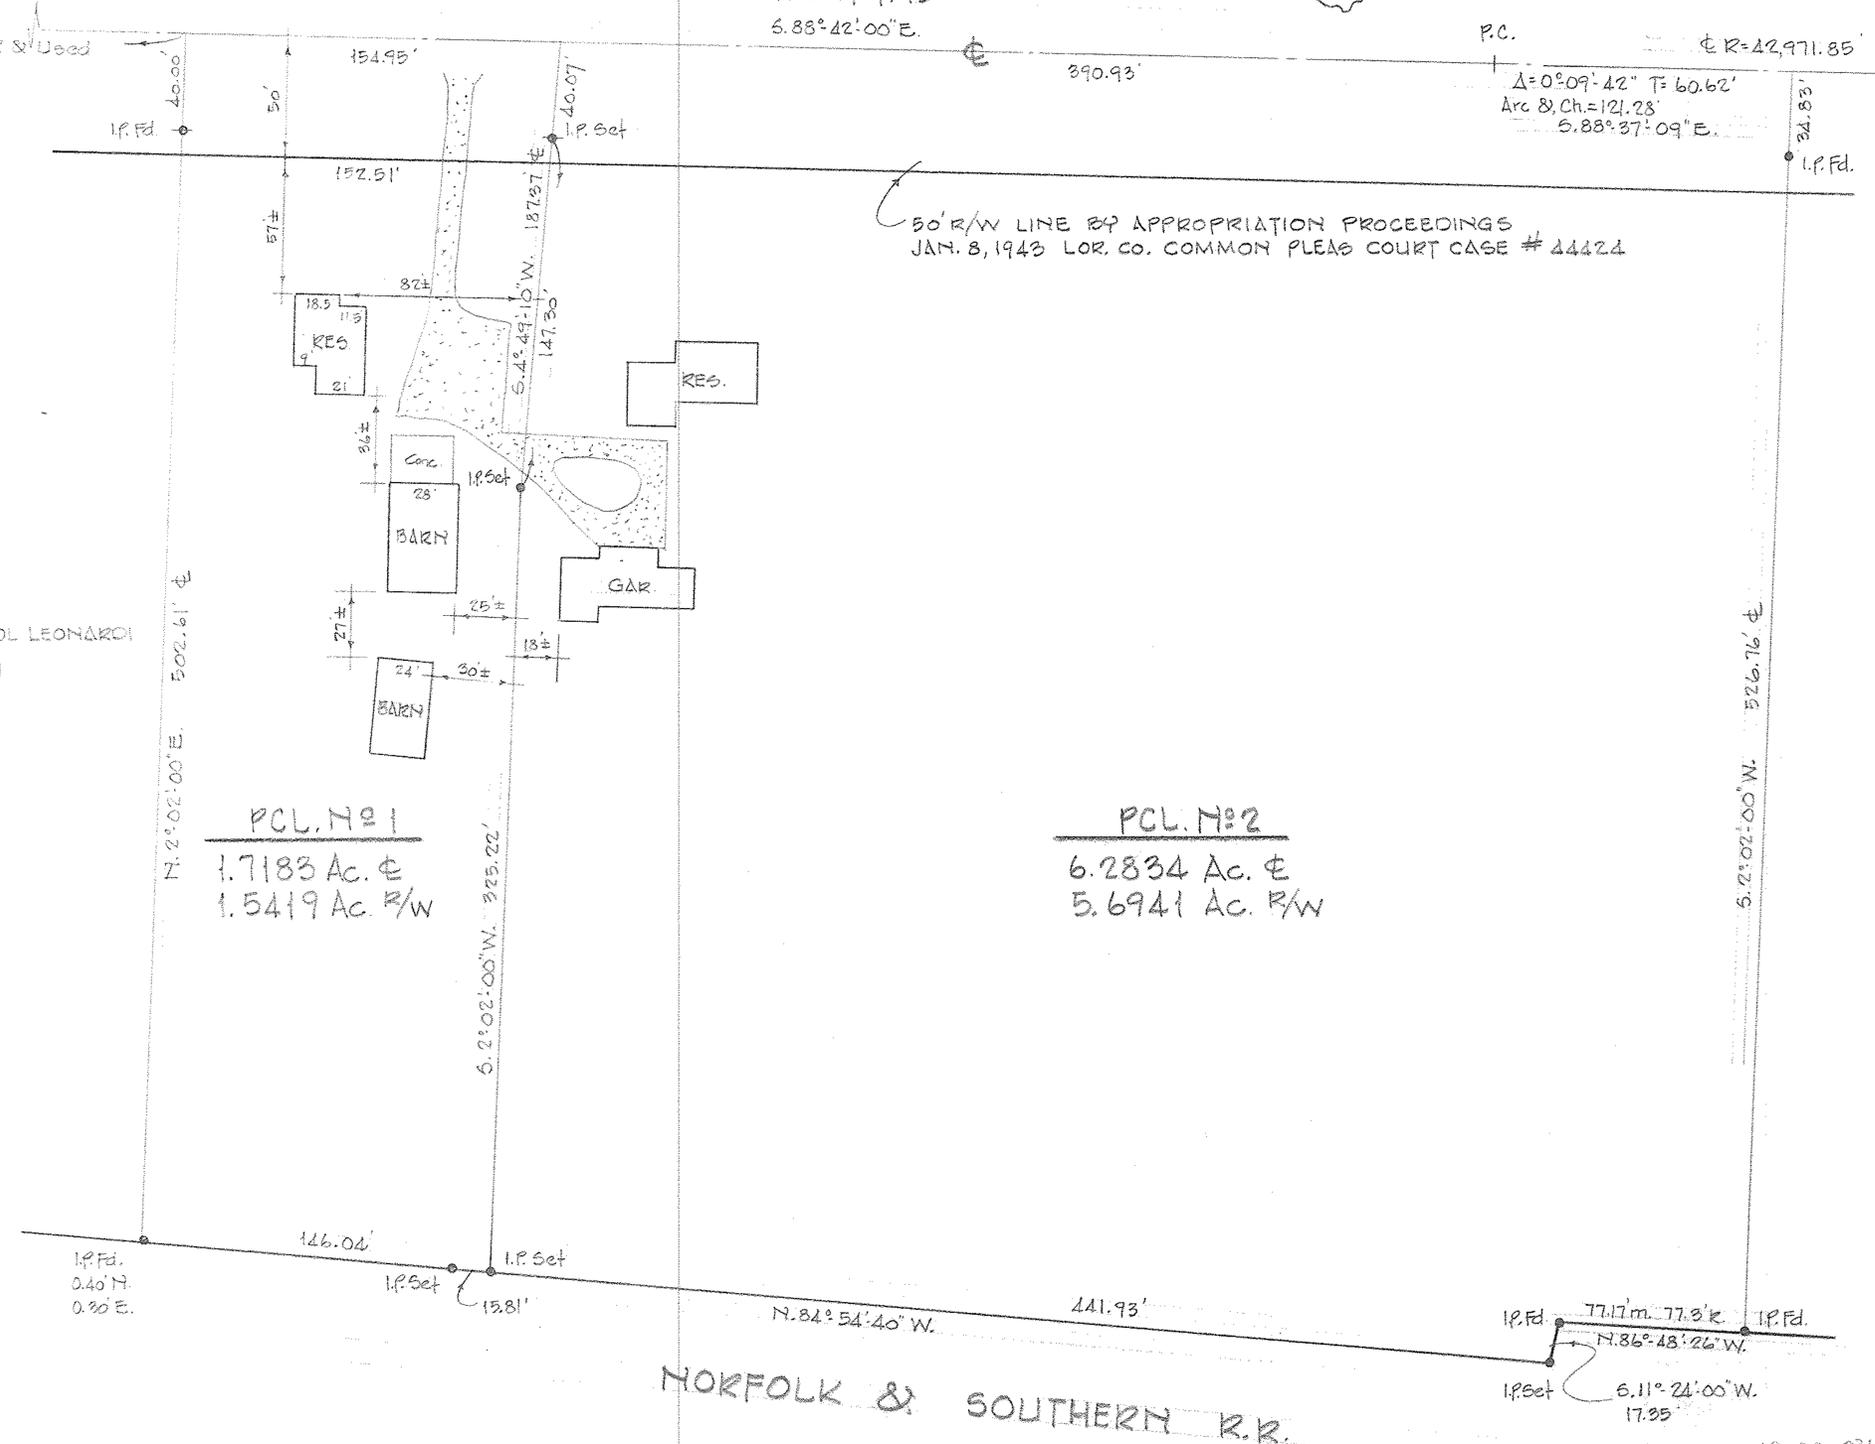 S.88°-42'-00"E.
P.C.
℄ R=42,971.85'
& Used
154.95'
℄
390.93'
Δ=0°-09'-42" T=60.62'
Arc & Ch.=121.28'
S.88°-37'-09"E.
40.00'
50'
40.07'
34.83'
I.P. Fd.
I.P. Set
I.P. Fd.
152.51'
187.37' ℄
50' R/W LINE BY APPROPRIATION PROCEEDINGS
JAN. 8, 1943 LOR. CO. COMMON PLEAS COURT CASE # 44424
57'±
82'±
18.5'
11.5'
RES.
9'
21'
S.4°-49'-10"W.
147.30'
RES.
36'±
Conc.
I.P. Set
28'
BARN
GAR.
25'±
27'±
18'±
24'
30'±
BARN
LEONARDI
N.2°-02'-00"E. 502.61' ℄
S.2°-02'-00"W. 526.76' ℄
PCL. Nº 1
1.7183 Ac. ℄
1.5419 Ac. R/W
PCL. Nº 2
6.2834 Ac. ℄
5.6941 Ac. R/W
S.2°-02'-00"W. 325.22'
146.04'
I.P. Fd.
0.40' N.
0.30' E.
I.P. Set
I.P. Set
15.81'
N.84°-54'-40"W.
441.93'
I.P. Fd.
77.17'm. 77.3'R
I.P. Fd.
N.86°-48'-26"W.
I.P. Set
S.11°-24'-00"W.
17.35'
NORFOLK & SOUTHERN R.R.